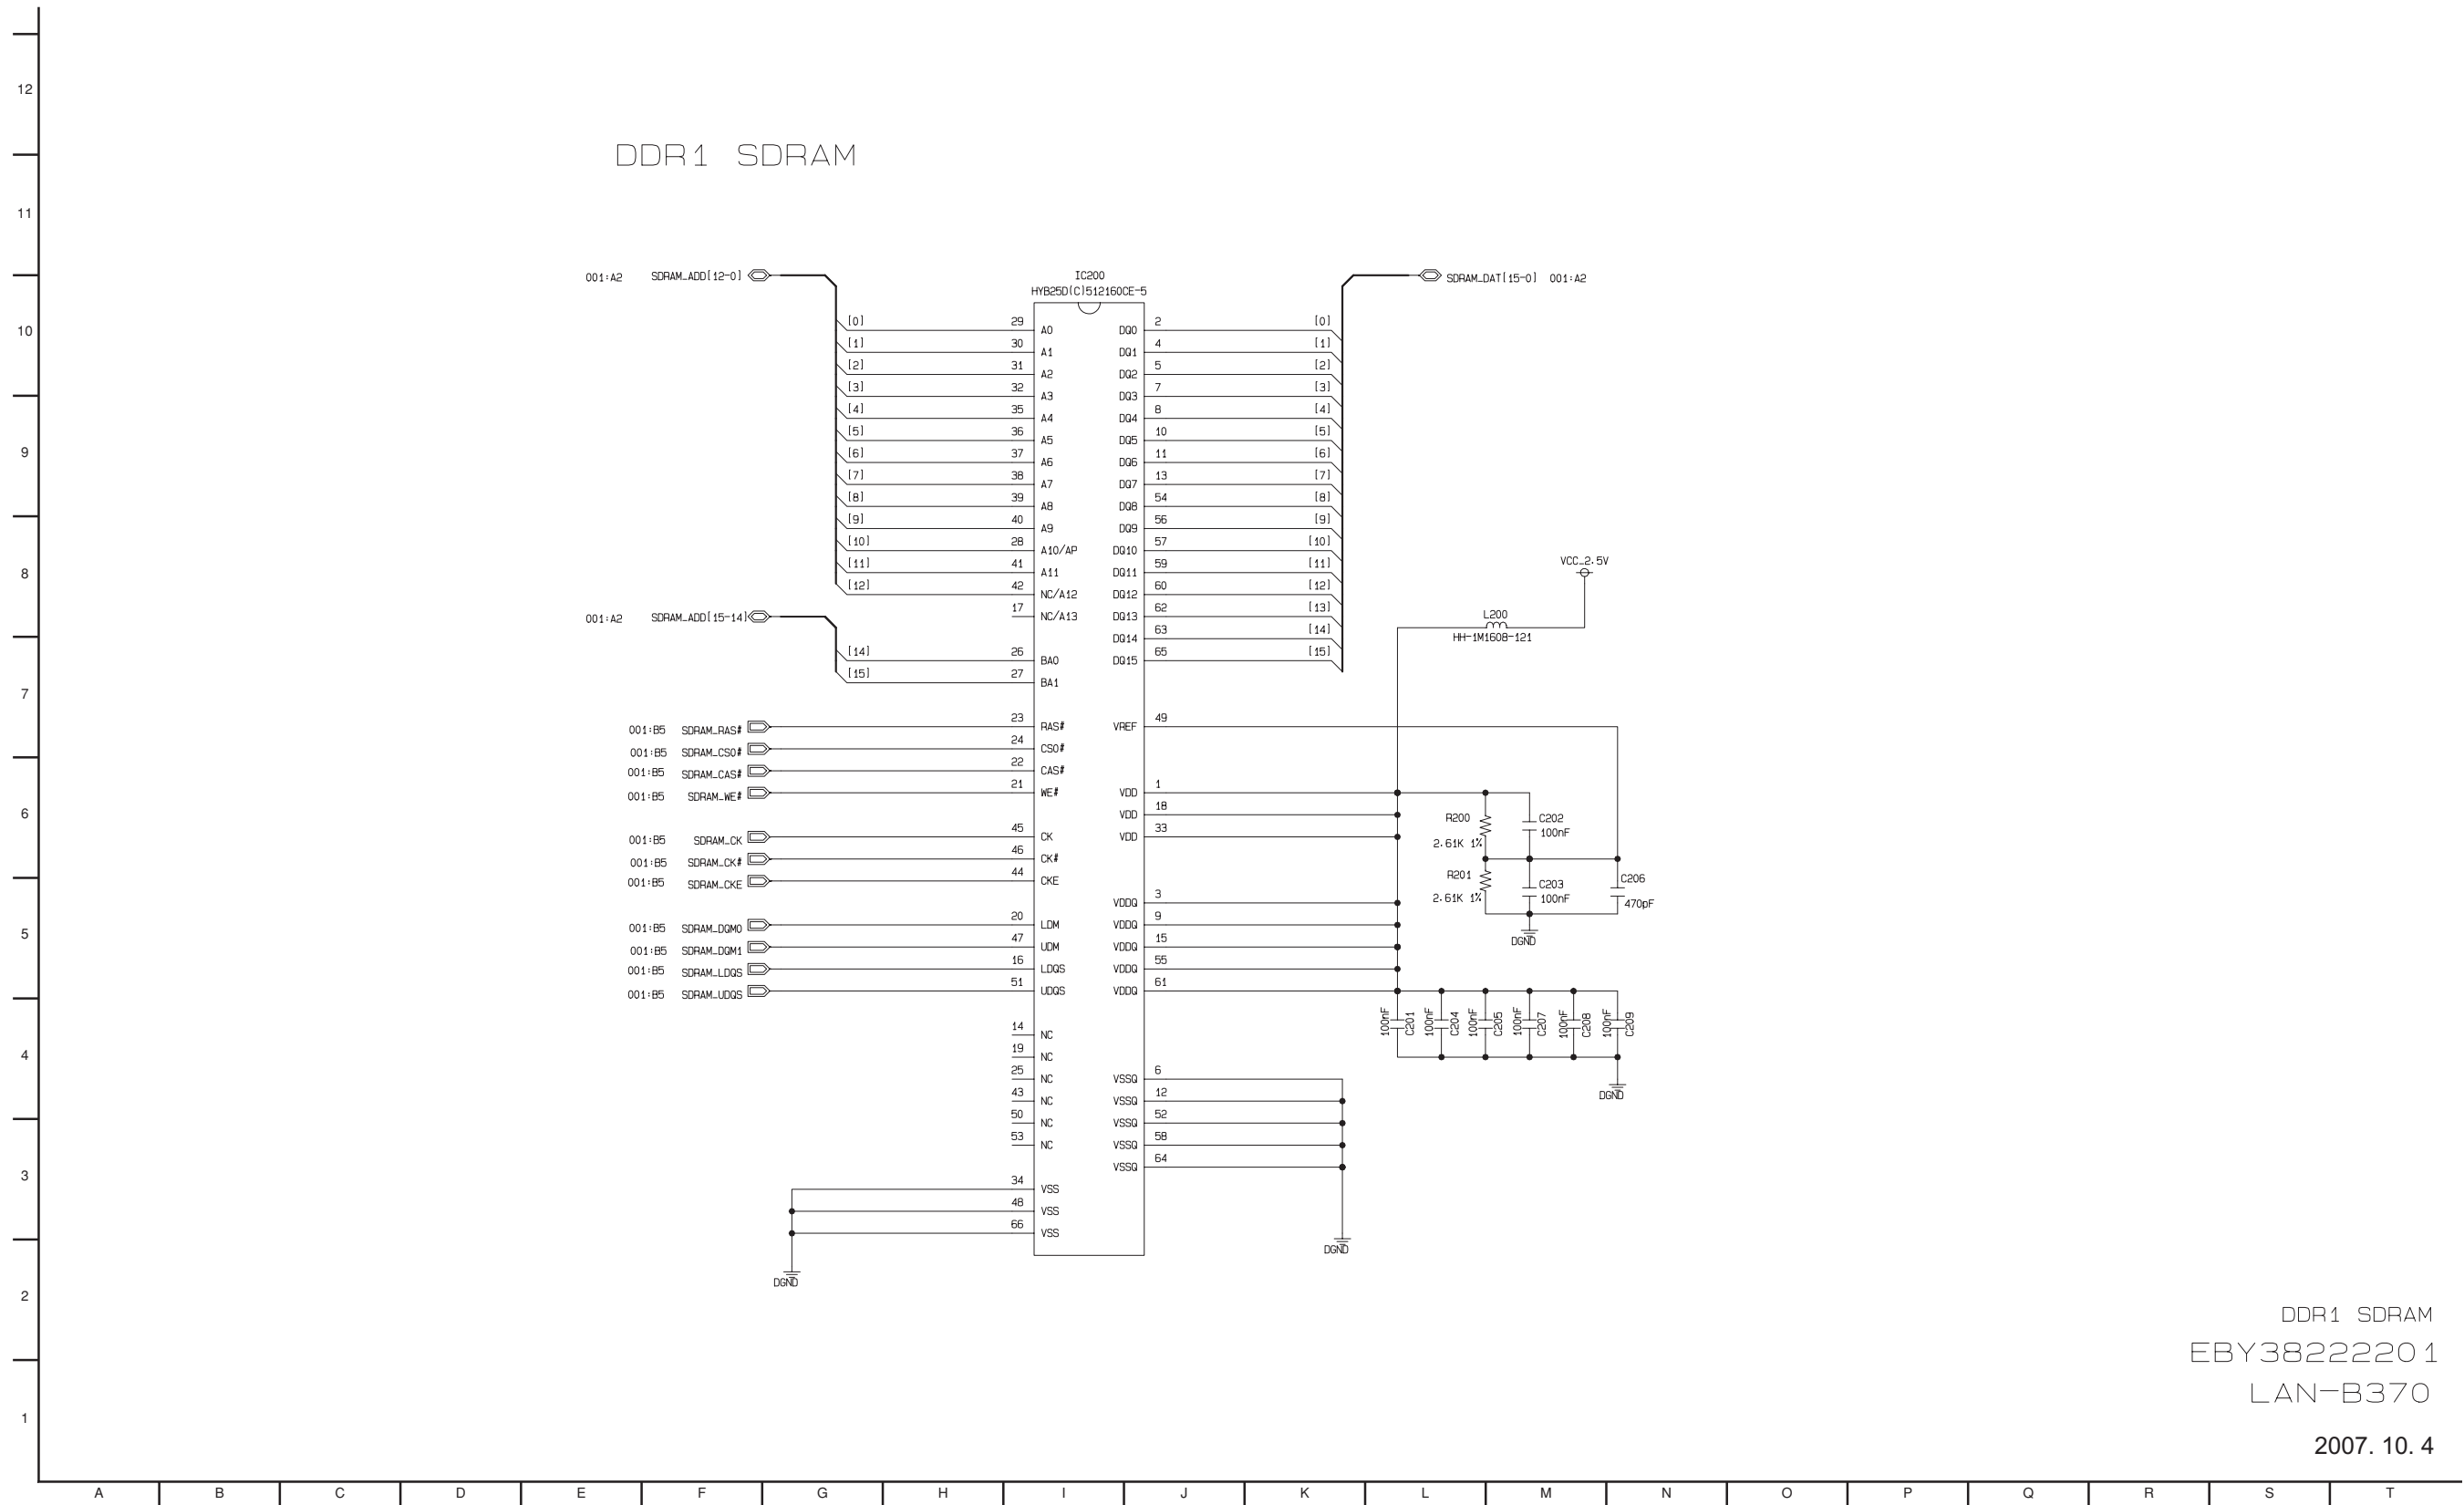 12
DDR1 SDRAM
11
001:A2 SDRAM_ADD[12-0]
IC200
HYB25D(C)512160CE-5
SDRAM_DAT[15-0] 001:A2
10
[0] 29 A0 DQ0 2 [0]
[1] 30 A1 DQ1 4 [1]
[2] 31 A2 DQ2 5 [2]
[3] 32 A3 DQ3 7 [3]
[4] 35 A4 DQ4 8 [4]
[5] 36 A5 DQ5 10 [5]
9
[6] 37 A6 DQ6 11 [6]
[7] 38 A7 DQ7 13 [7]
[8] 39 A8 DQ8 54 [8]
[9] 40 A9 DQ9 56 [9]
[10] 28 A10/AP DQ10 57 [10]
[11] 41 A11 DQ11 59 [11]
8
VCC_2.5V
[12] 42 NC/A12 DQ12 60 [12]
001:A2 SDRAM_ADD[15-14]
17 NC/A13 DQ13 62 [13]
L200
HH-1M1608-121
DQ14 63 [14]
[14] 26 BA0 DQ15 65 [15]
[15] 27 BA1
7
001:B5 SDRAM_RAS# 23 RAS# VREF 49
001:B5 SDRAM_CS0# 24 CS0#
001:B5 SDRAM_CAS# 22 CAS#
001:B5 SDRAM_WE# 21 WE# VDD 1
6
VDD 18
R200
2.61K 1%
C202
100nF
001:B5 SDRAM_CK 45 CK VDD 33
001:B5 SDRAM_CK# 46 CK#
001:B5 SDRAM_CKE 44 CKE
R201
2.61K 1%
C203
100nF
C206
470pF
VDDQ 3
5
001:B5 SDRAM_DQM0 20 LDM VDDQ 9
DGND
001:B5 SDRAM_DQM1 47 UDM VDDQ 15
001:B5 SDRAM_LDQS 16 LDQS VDDQ 55
001:B5 SDRAM_UDQS 51 UDQS VDDQ 61
100nF C201
100nF C204
100nF C205
100nF C207
100nF C208
100nF C209
14 NC
4
19 NC
25 NC VSSQ 6
43 NC VSSQ 12
DGND
50 NC VSSQ 52
53 NC VSSQ 58
VSSQ 64
3
34 VSS
48 VSS
66 VSS
DGND
DGND
2
DDR1 SDRAM
EBY38222201
LAN-B370
1
2007. 10. 4
A B C D E F G H I J K L M N O P Q R S T